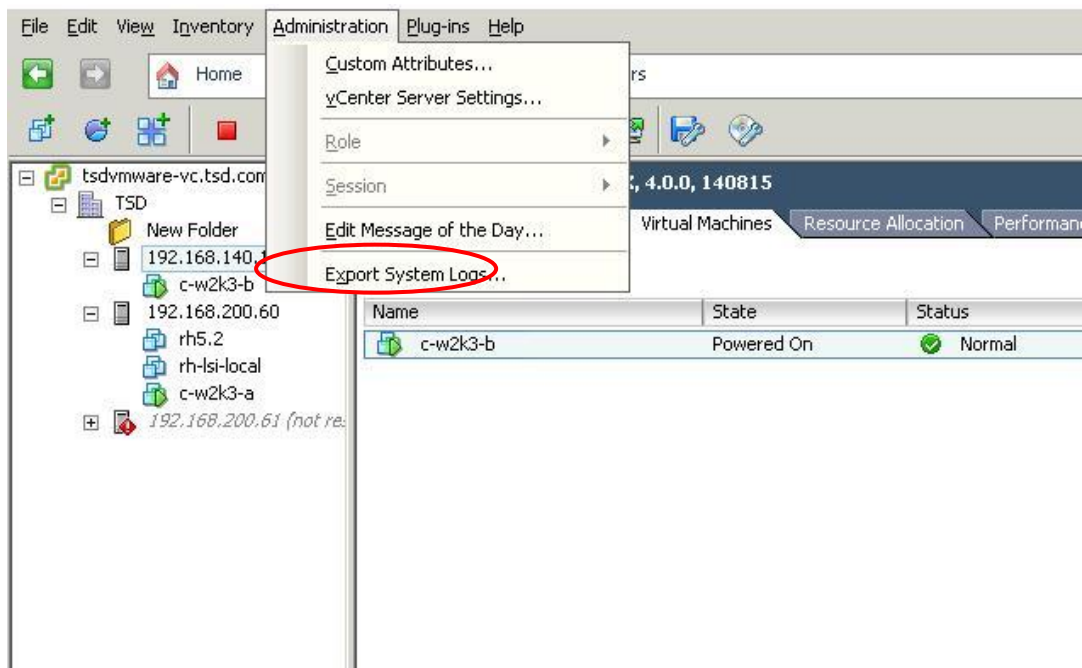 File Edit View Inventory Administration Plug-ins Help
Home
Custom Attributes...
vCenter Server Settings...
Role
Session
Edit Message of the Day...
Export System Logs...
tsdvmware-vc.tsd.com
TSD
New Folder
192.168.140.1
c-w2k3-b
192.168.200.60
rh5.2
rh-lsi-local
c-w2k3-a
192.168.200.61 (not re
rs
, 4.0.0, 140815
Virtual Machines Resource Allocation Performan
Name State Status
c-w2k3-b Powered On Normal